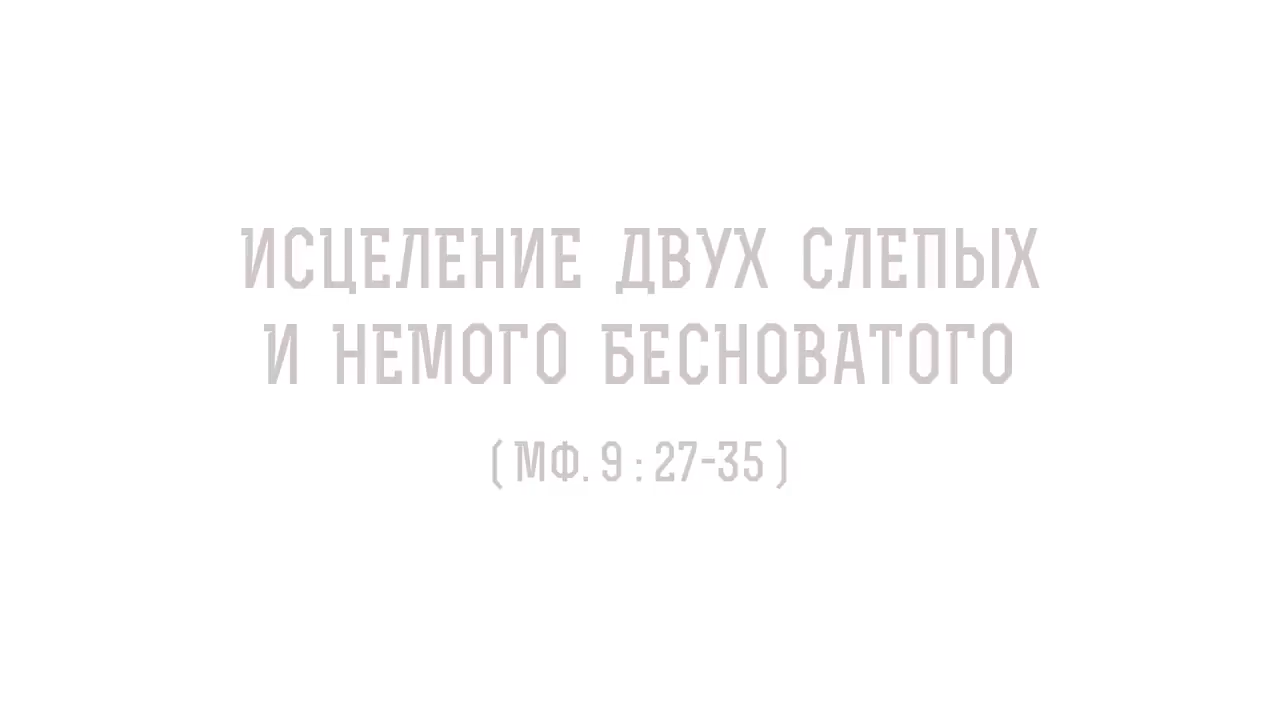 ИСЦЕЛЕНИЕ ДВУХ СЛЕПЫХ
И НЕМОГО БЕСНОВАТОГО
(МФ. 9:27-35)